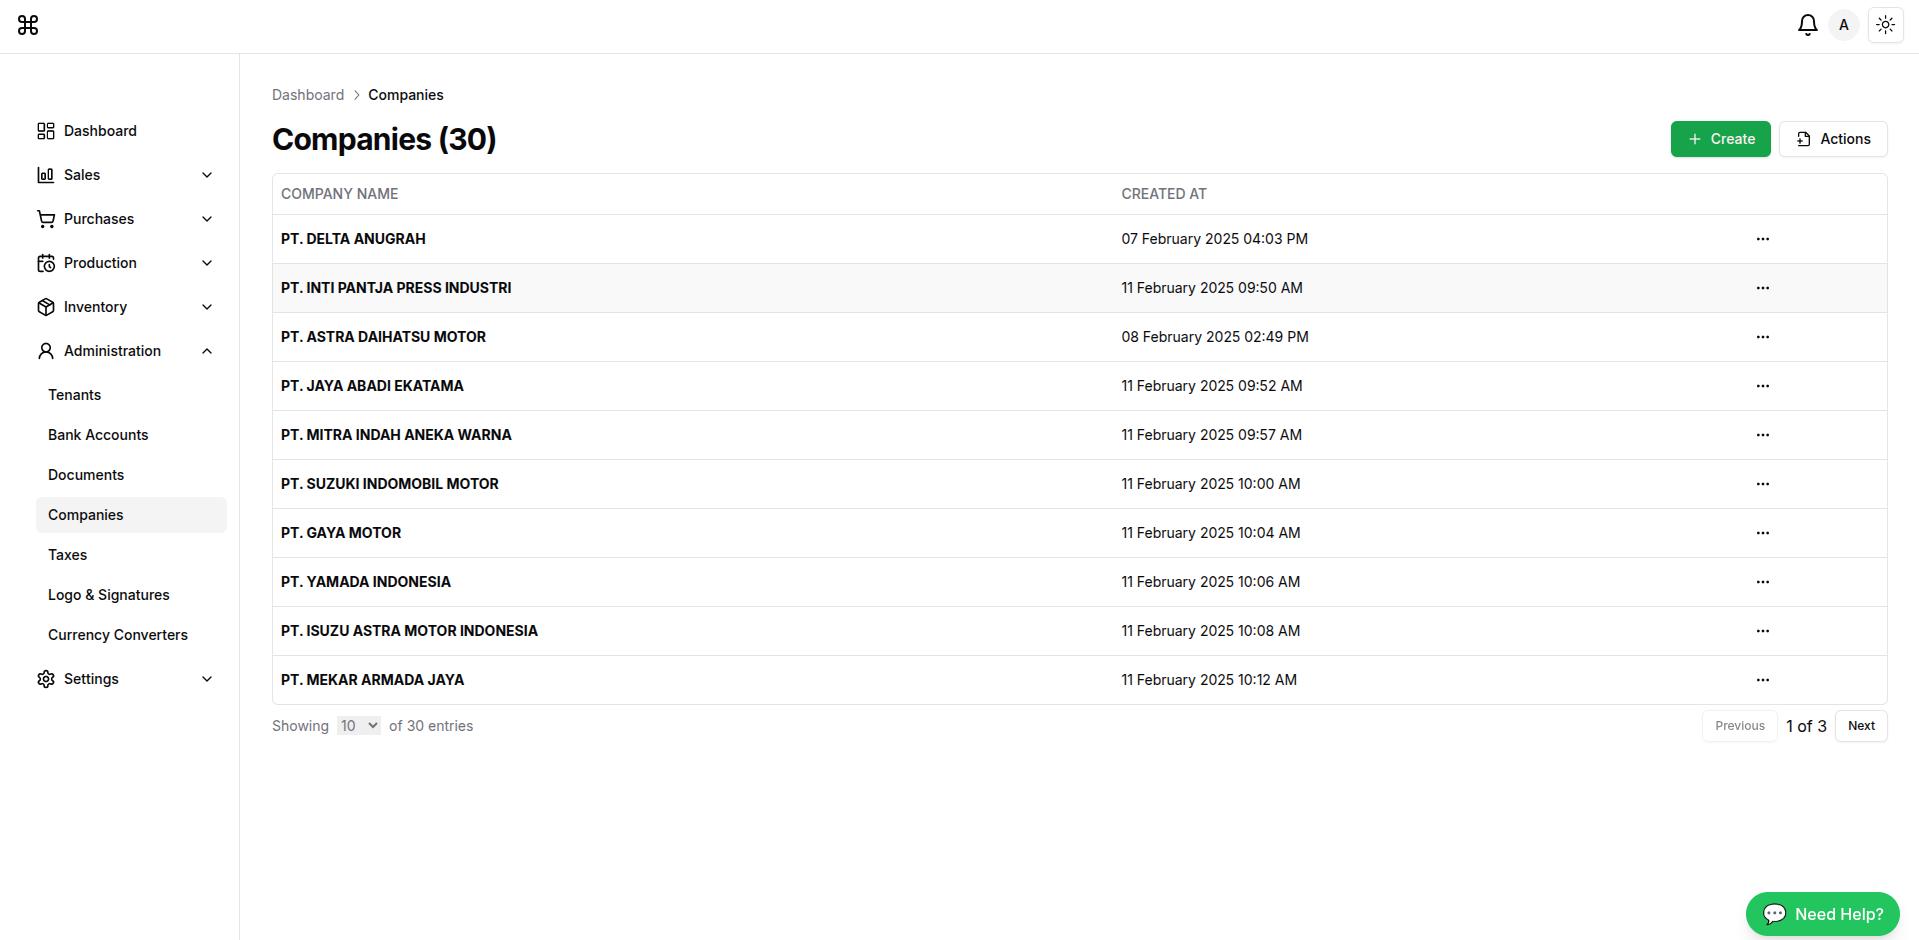 A
Dashboard
Sales
Purchases
Production
Inventory
Administration
Tenants
Bank Accounts
Documents
Companies
Taxes
Logo & Signatures
Currency Converters
Settings
Dashboard > Companies
Companies (30)
+ Create Actions
COMPANY NAME CREATED AT
PT. DELTA ANUGRAH 07 February 2025 04:03 PM ...
PT. INTI PANTJA PRESS INDUSTRI 11 February 2025 09:50 AM ...
PT. ASTRA DAIHATSU MOTOR 08 February 2025 02:49 PM ...
PT. JAYA ABADI EKATAMA 11 February 2025 09:52 AM ...
PT. MITRA INDAH ANEKA WARNA 11 February 2025 09:57 AM ...
PT. SUZUKI INDOMOBIL MOTOR 11 February 2025 10:00 AM ...
PT. GAYA MOTOR 11 February 2025 10:04 AM ...
PT. YAMADA INDONESIA 11 February 2025 10:06 AM ...
PT. ISUZU ASTRA MOTOR INDONESIA 11 February 2025 10:08 AM ...
PT. MEKAR ARMADA JAYA 11 February 2025 10:12 AM ...
Showing 10 of 30 entries Previous 1 of 3 Next
Need Help?